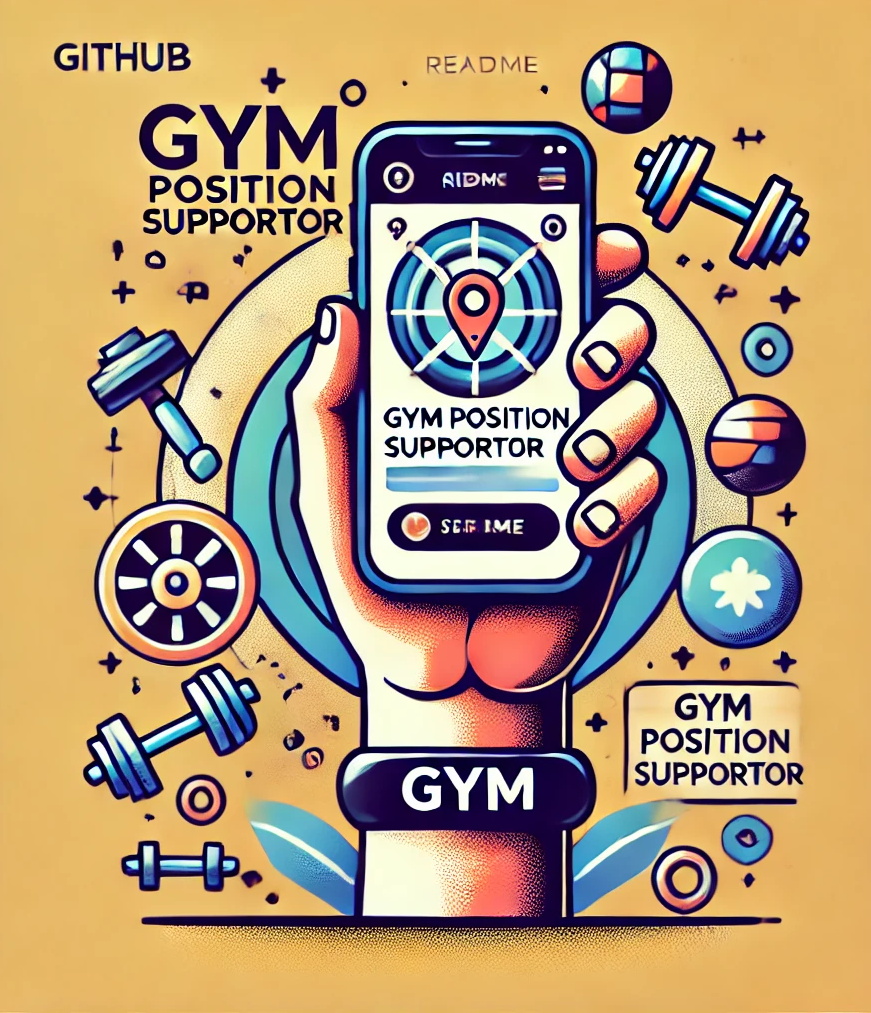 GITHUB
README
GYM
POSITION
SUPPORTOR
GYM POSITION
SUPPORTOR
GYM
POSITION
SUPPORTOR
GYM